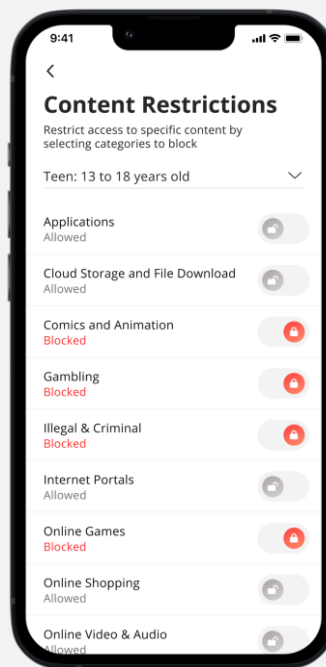 9:41
Content Restrictions
Restrict access to specific content by
selecting categories to block
Teen: 13 to 18 years old
Applications
Allowed
Cloud Storage and File Download
Allowed
Comics and Animation
Blocked
Gambling
Blocked
Illegal & Criminal
Blocked
Internet Portals
Allowed
Online Games
Blocked
Online Shopping
Allowed
Online Video & Audio
Allowed